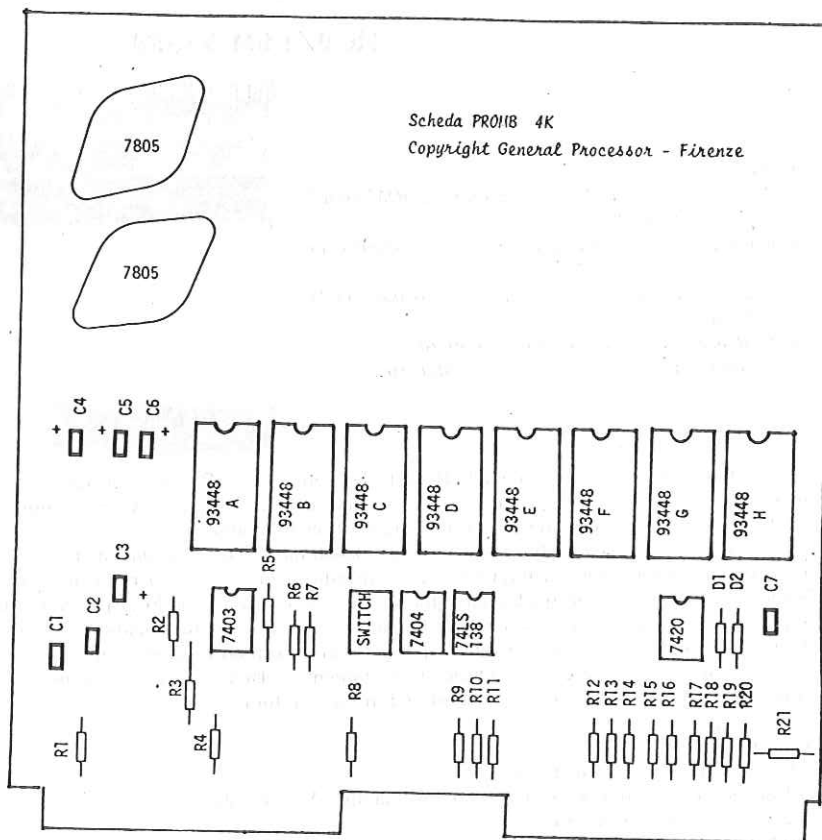 Scheda PROM8 4K
Copyright General Processor - Firenze
7805
7805
+ C4
+ C5
C6 +
93448 A
93448 B
93448 C
93448 D
93448 E
93448 F
93448 G
93448 H
C3 +
C1
C2
R2
7403
R5
R6
R7
1
SWITCH
7404
74LS
138
7420
D1
D2
C7
R3
R1
R4
R8
R9
R10
R11
R12
R13
R14
R15
R16
R17
R18
R19
R20
R21